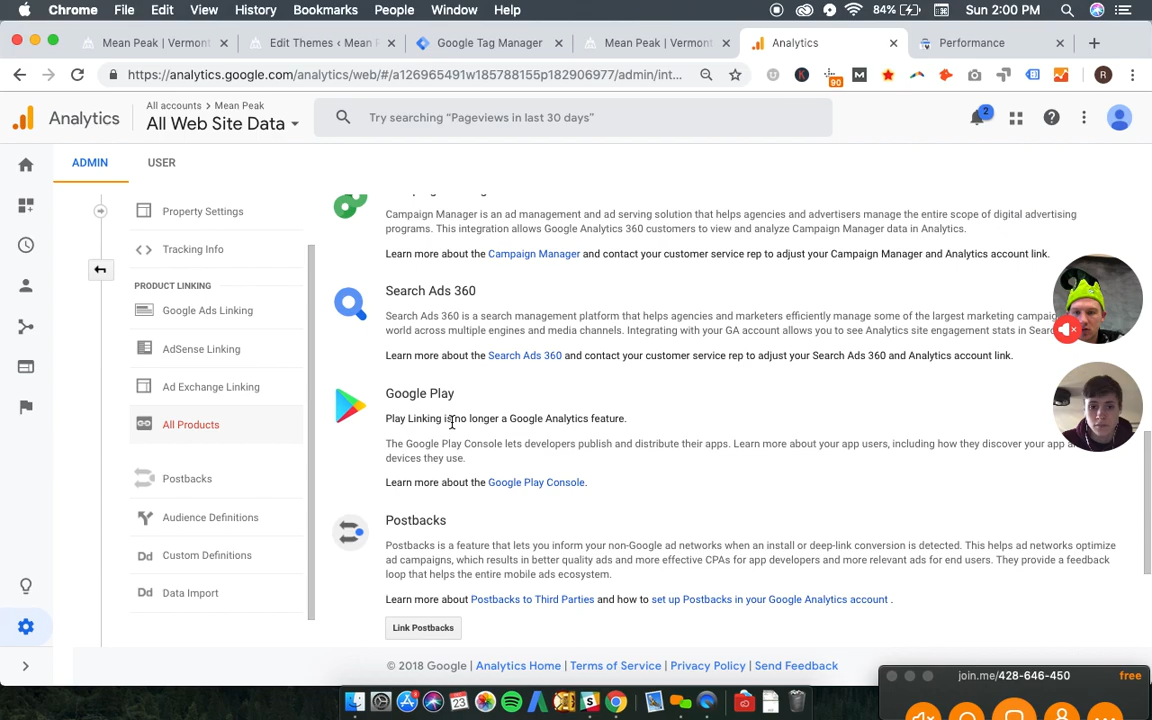 Chrome File Edit View History Bookmarks People Window Help 84% Sun 2:00 PM
Mean Peak | Vermont
Edit Themes ‹ Mean P
Google Tag Manager
Mean Peak | Vermont
Analytics
Performance
https://analytics.google.com/analytics/web/#/a126965491w185788155p182906977/admin/int...
90
R
Analytics
All accounts > Mean Peak
All Web Site Data
Try searching “Pageviews in last 30 days”
2
ADMIN
USER
Property Settings
Tracking Info
PRODUCT LINKING
Google Ads Linking
AdSense Linking
Ad Exchange Linking
All Products
Postbacks
Audience Definitions
Dd Custom Definitions
Dd Data Import
Campaign Manager is an ad management and ad serving solution that helps agencies and advertisers manage the entire scope of digital advertising
programs. This integration allows Google Analytics 360 customers to view and analyze Campaign Manager data in Analytics.
Learn more about the Campaign Manager and contact your customer service rep to adjust your Campaign Manager and Analytics account link.
Search Ads 360
Search Ads 360 is a search management platform that helps agencies and marketers efficiently manage some of the largest marketing campaig
world across multiple engines and media channels. Integrating with your GA account allows you to see Analytics site engagement stats in Searc
Learn more about the Search Ads 360 and contact your customer service rep to adjust your Search Ads 360 and Analytics account link.
Google Play
Play Linking is no longer a Google Analytics feature.
The Google Play Console lets developers publish and distribute their apps. Learn more about your app users, including how they discover your app a
devices they use.
Learn more about the Google Play Console.
Postbacks
Postbacks is a feature that lets you inform your non-Google ad networks when an install or deep-link conversion is detected. This helps ad networks optimize
ad campaigns, which results in better quality ads and more effective CPAs for app developers and more relevant ads for end users. They provide a feedback
loop that helps the entire mobile ads ecosystem.
Learn more about Postbacks to Third Parties and how to set up Postbacks in your Google Analytics account .
Link Postbacks
© 2018 Google | Analytics Home | Terms of Service | Privacy Policy | Send Feedback
join.me/428-646-450 free
23